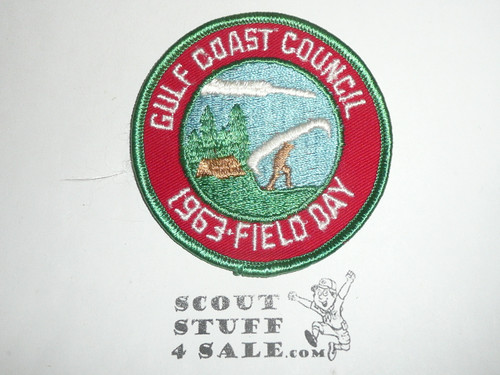 GULF COAST COUNCIL
1963·FIELD·DAY
SCOUT
STUFF
4 SALE.com